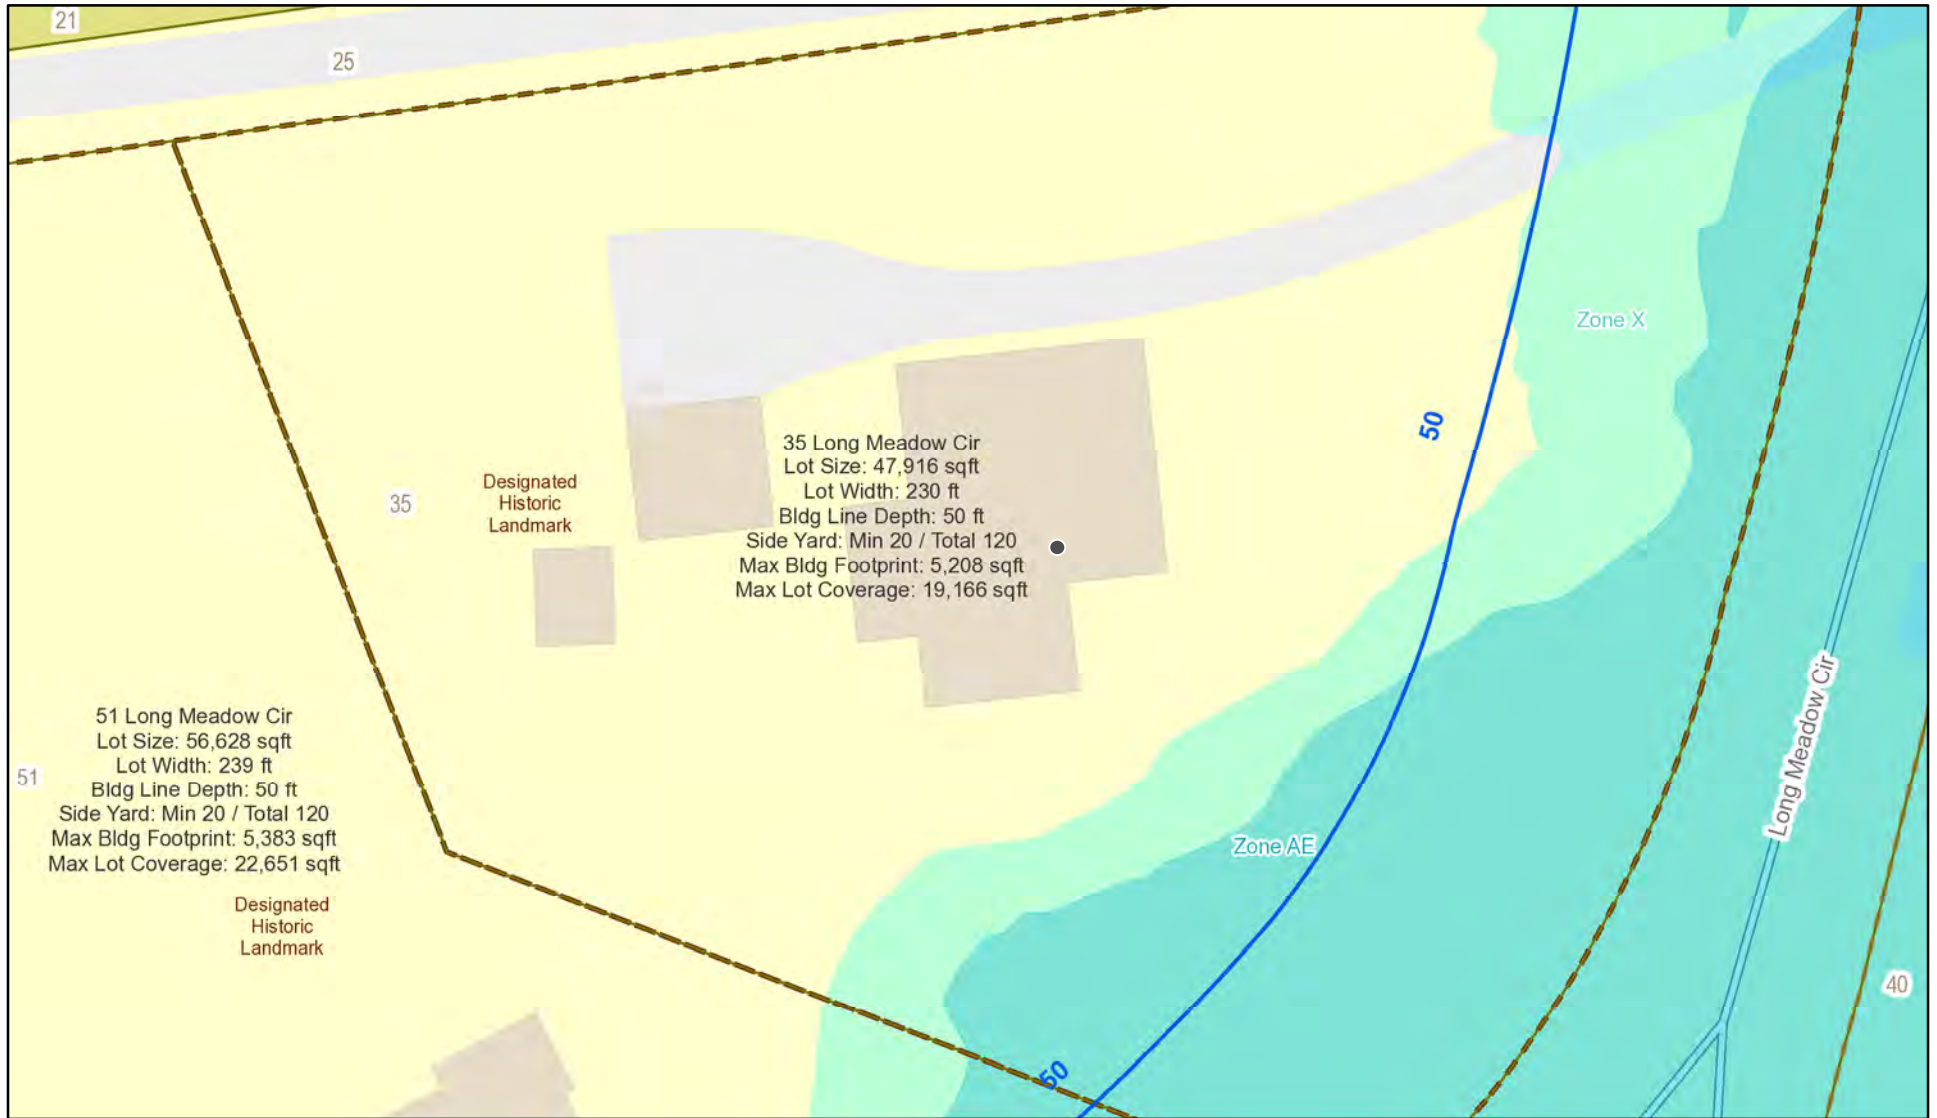 21
25
Zone X
50
35 Long Meadow Cir
Lot Size: 47,916 sqft
Lot Width: 230 ft
Bldg Line Depth: 50 ft
Side Yard: Min 20 / Total 120
Max Bldg Footprint: 5,208 sqft
Max Lot Coverage: 19,166 sqft
Designated
Historic
Landmark
35
51 Long Meadow Cir
Lot Size: 56,628 sqft
Lot Width: 239 ft
Bldg Line Depth: 50 ft
Side Yard: Min 20 / Total 120
Max Bldg Footprint: 5,383 sqft
Max Lot Coverage: 22,651 sqft
51
Long Meadow Cir
Zone AE
Designated
Historic
Landmark
40
50